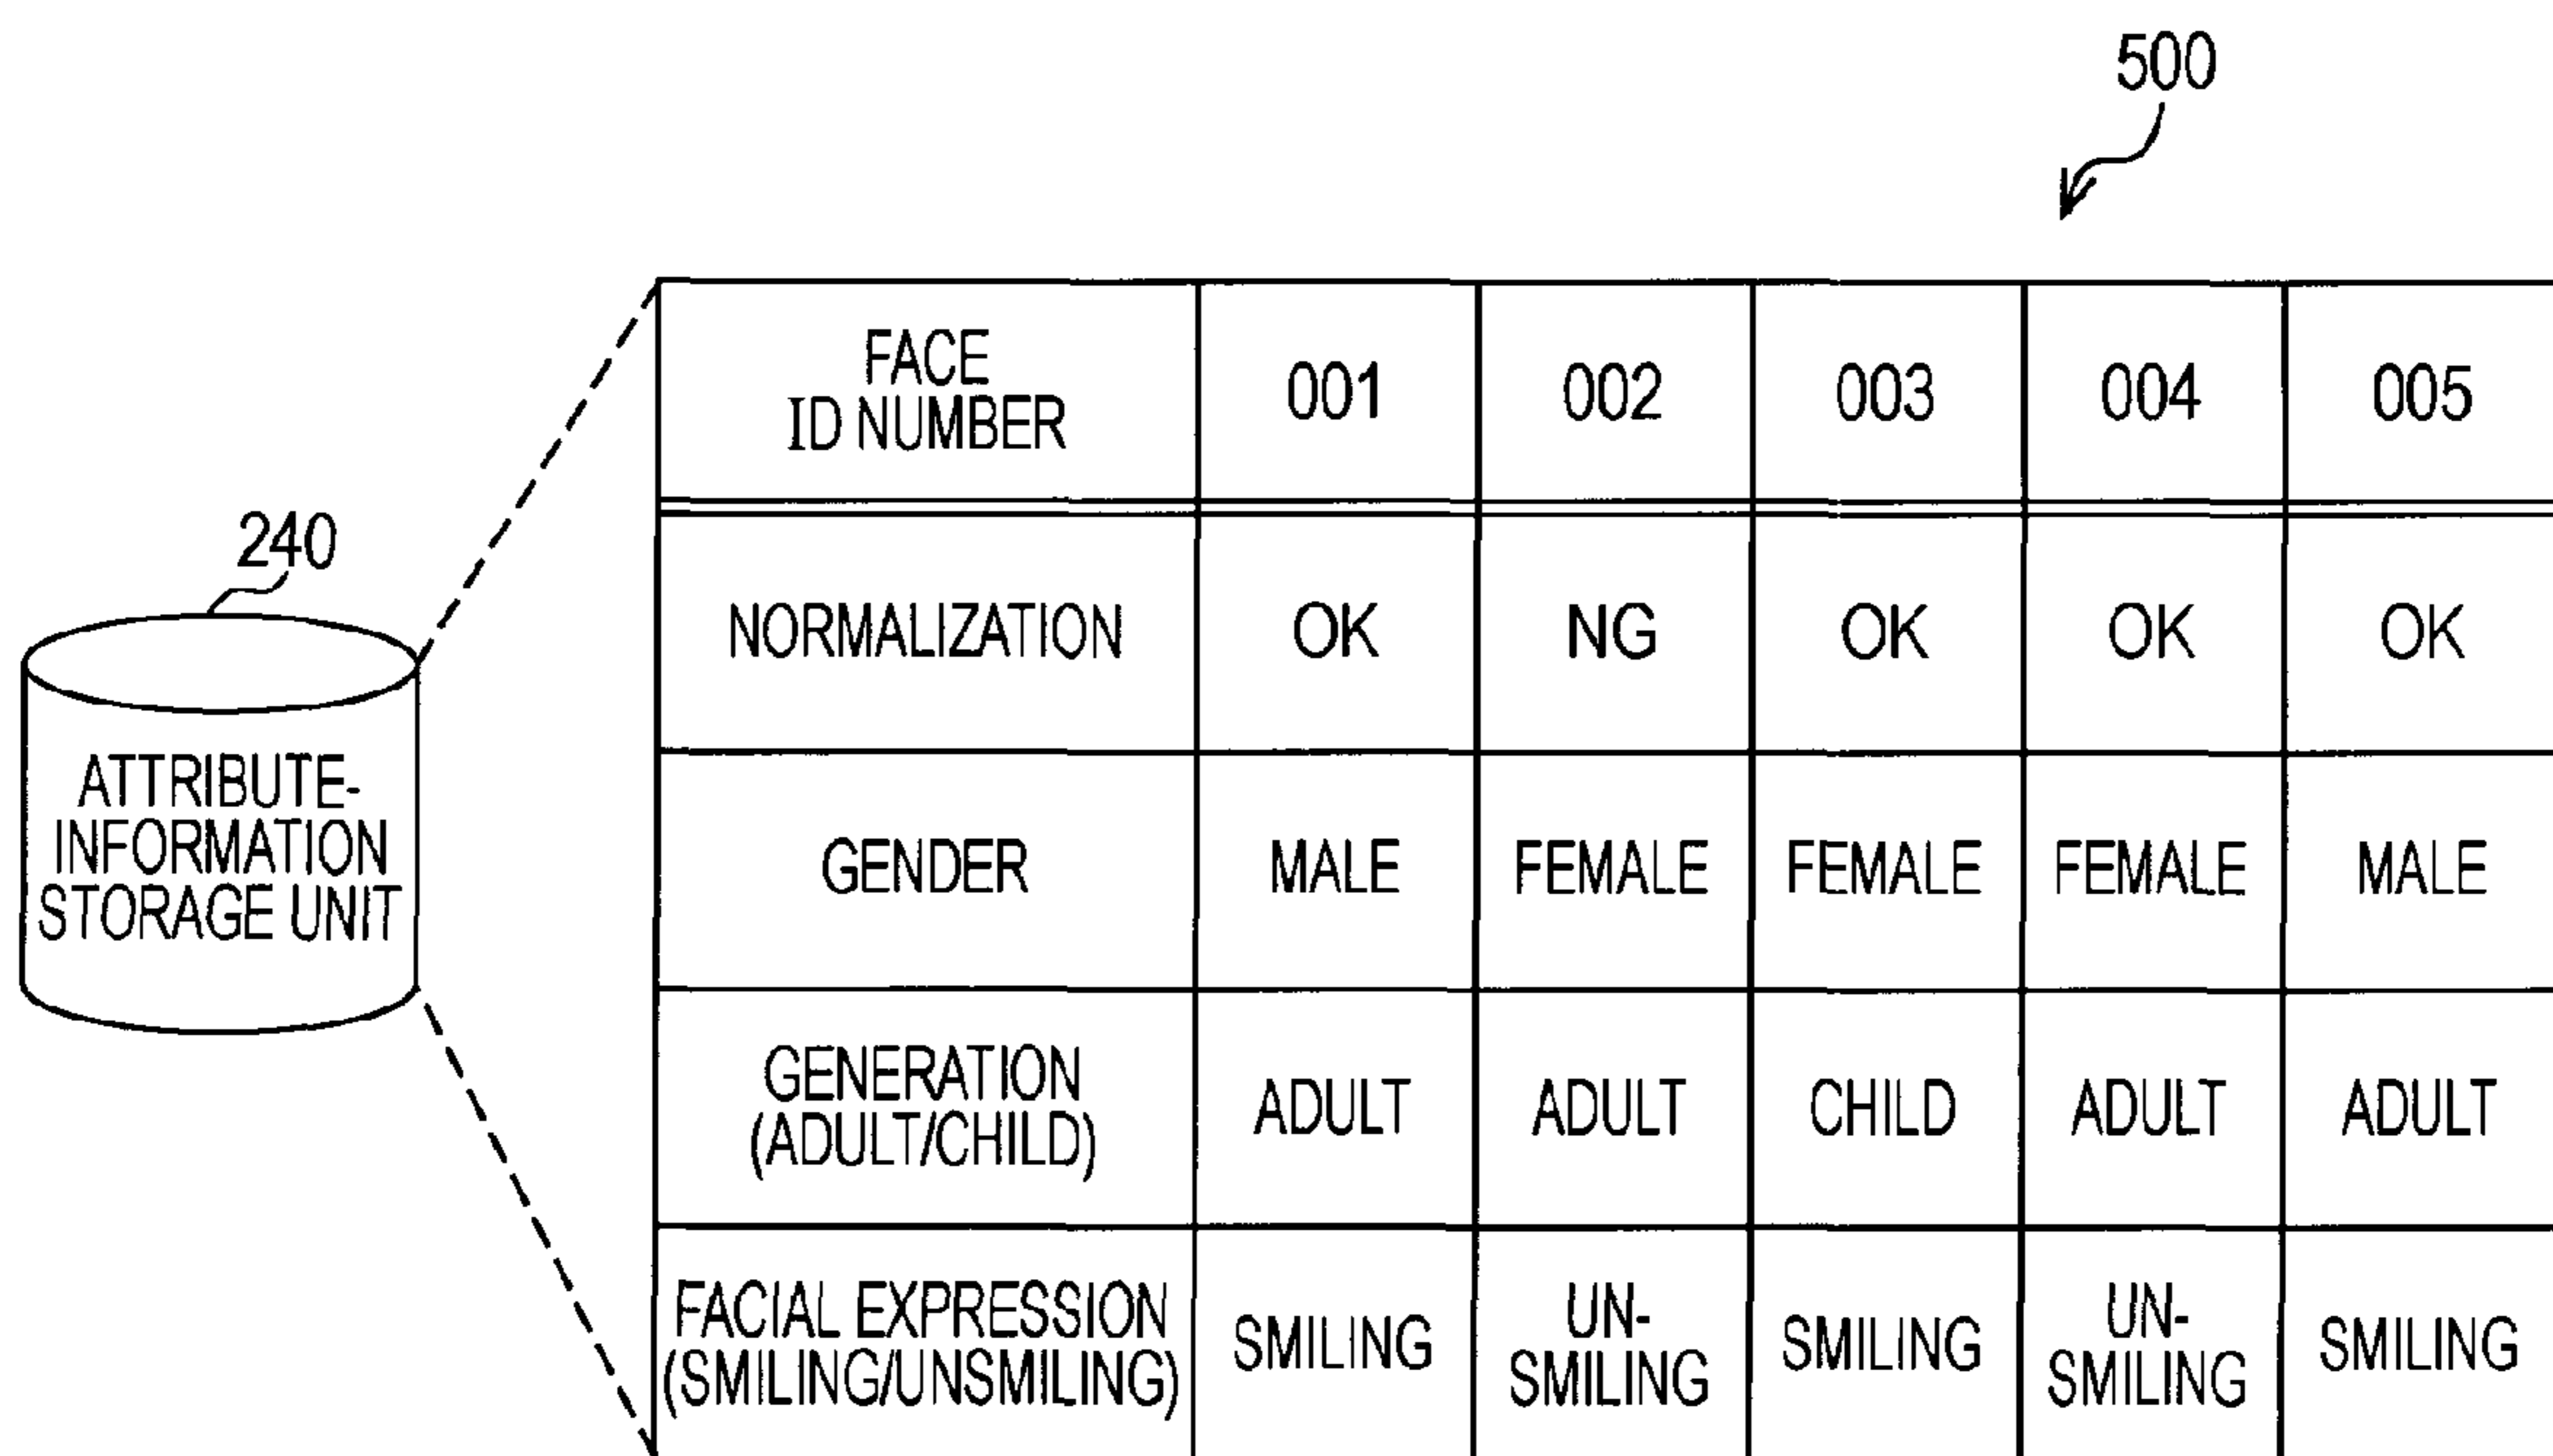 500
FACE
ID NUMBER
001
002
003
004
005
NORMALIZATION
OK
NG
OK
OK
OK
GENDER
MALE
FEMALE
FEMALE
FEMALE
MALE
GENERATION
(ADULT/CHILD)
ADULT
ADULT
CHILD
ADULT
ADULT
FACIAL EXPRESSION
(SMILING/UNSMILING)
SMILING
UN-
SMILING
SMILING
UN-
SMILING
SMILING
240
ATTRIBUTE-
INFORMATION
STORAGE UNIT